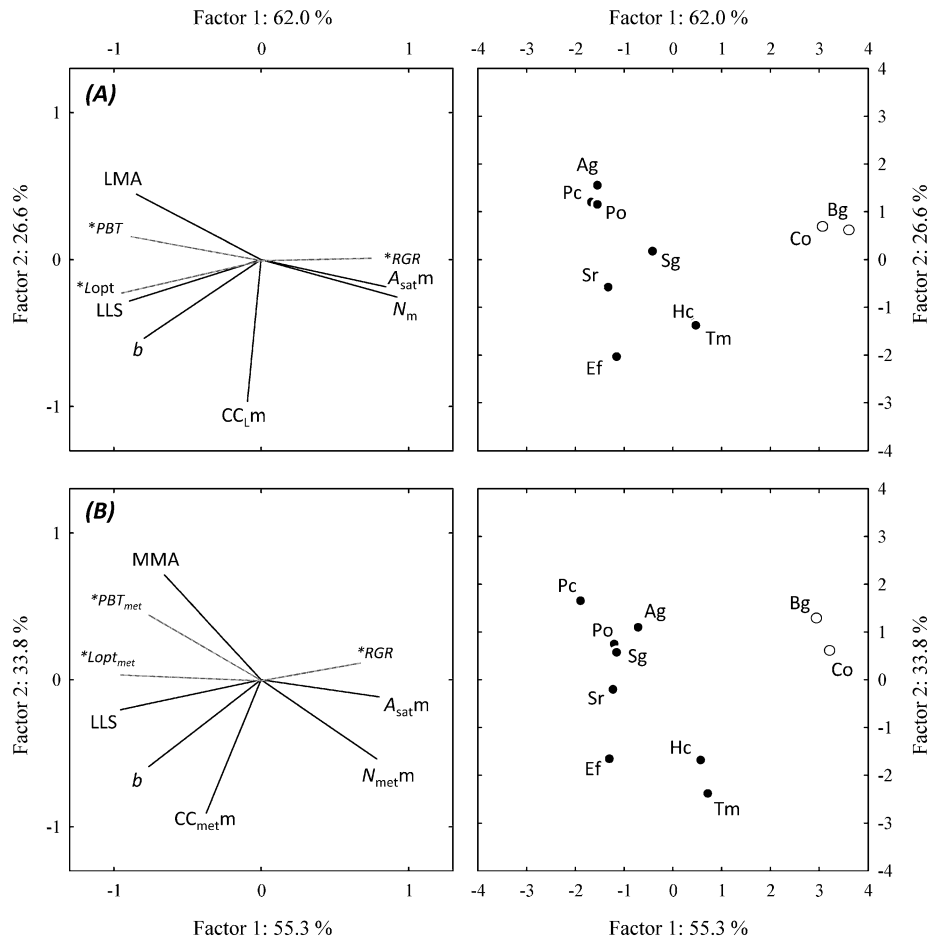 Factor 1: 62.0 %
Factor 1: 62.0 %
-1 0 1
-4 -3 -2 -1 0 1 2 3 4
(A)
Factor 2: 26.6 %
1
0
-1
LMA
*PBT
*Lopt
LLS
b
CCLm
*RGR
Asatm
Nm
Ag
Pc
Po
Sg
Sr
Ef
Hc
Tm
Co
Bg
4
3
2
1
0
-1
-2
-3
-4
Factor 2: 26.6 %
(B)
Factor 2: 33.8 %
1
0
-1
MMA
*PBTmet
*Loptmet
LLS
b
CCmetm
*RGR
Asatm
Nmetm
Pc
Ag
Po
Sg
Sr
Ef
Hc
Tm
Bg
Co
4
3
2
1
0
-1
-2
-3
-4
Factor 2: 33.8 %
-1 0 1
-4 -3 -2 -1 0 1 2 3 4
Factor 1: 55.3 %
Factor 1: 55.3 %